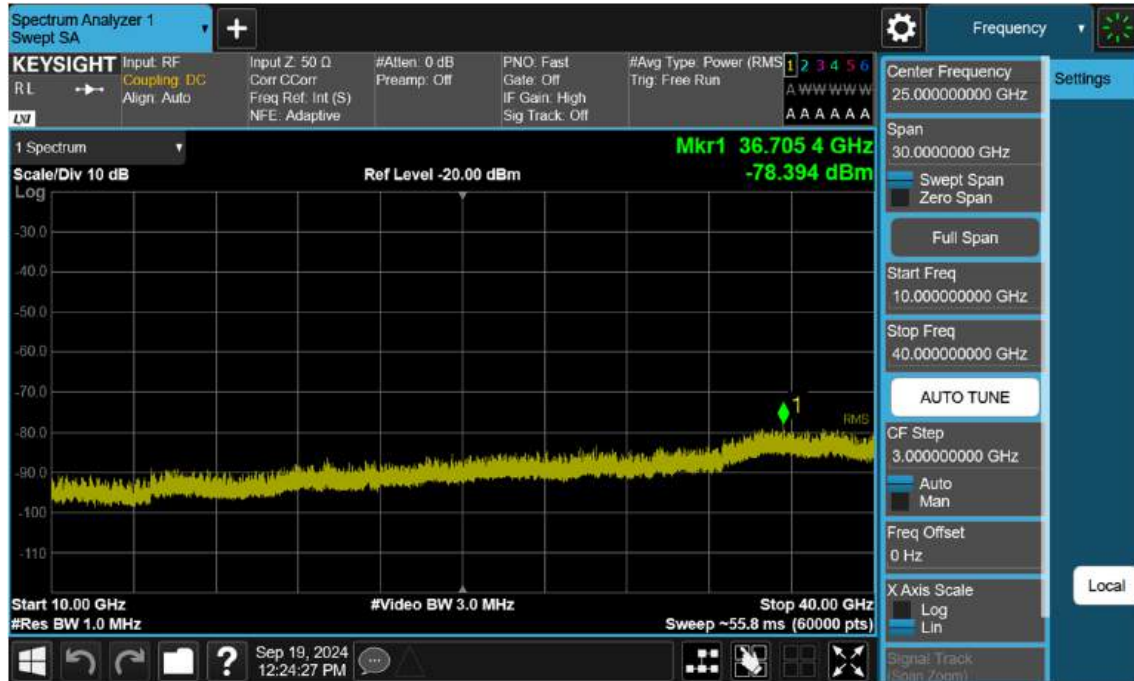 Spectrum Analyzer 1
Swept SA
Frequency
KEYSIGHT
RL
LXI
Input: RF
Coupling: DC
Align: Auto
Input Z: 50 Ω
Corr CCorr
Freq Ref: Int (S)
NFE: Adaptive
#Atten: 0 dB
Preamp: Off
PNO: Fast
Gate: Off
IF Gain: High
Sig Track: Off
#Avg Type: Power (RMS
Trig: Free Run
1 2 3 4 5 6
A W W W W W
A A A A A A
1 Spectrum
Scale/Div 10 dB
Ref Level -20.00 dBm
Mkr1 36.705 4 GHz
-78.394 dBm
Log
-30.0
-40.0
-50.0
-60.0
-70.0
-80.0
-90.0
-100
-110
1
RMS
Start 10.00 GHz
#Res BW 1.0 MHz
#Video BW 3.0 MHz
Stop 40.00 GHz
Sweep ~55.8 ms (60000 pts)
Center Frequency
25.000000000 GHz
Span
30.0000000 GHz
Swept Span
Zero Span
Full Span
Start Freq
10.000000000 GHz
Stop Freq
40.000000000 GHz
AUTO TUNE
CF Step
3.000000000 GHz
Auto
Man
Freq Offset
0 Hz
X Axis Scale
Log
Lin
Signal Track
(Span Zoom)
Settings
Local
?
Sep 19, 2024
12:24:27 PM